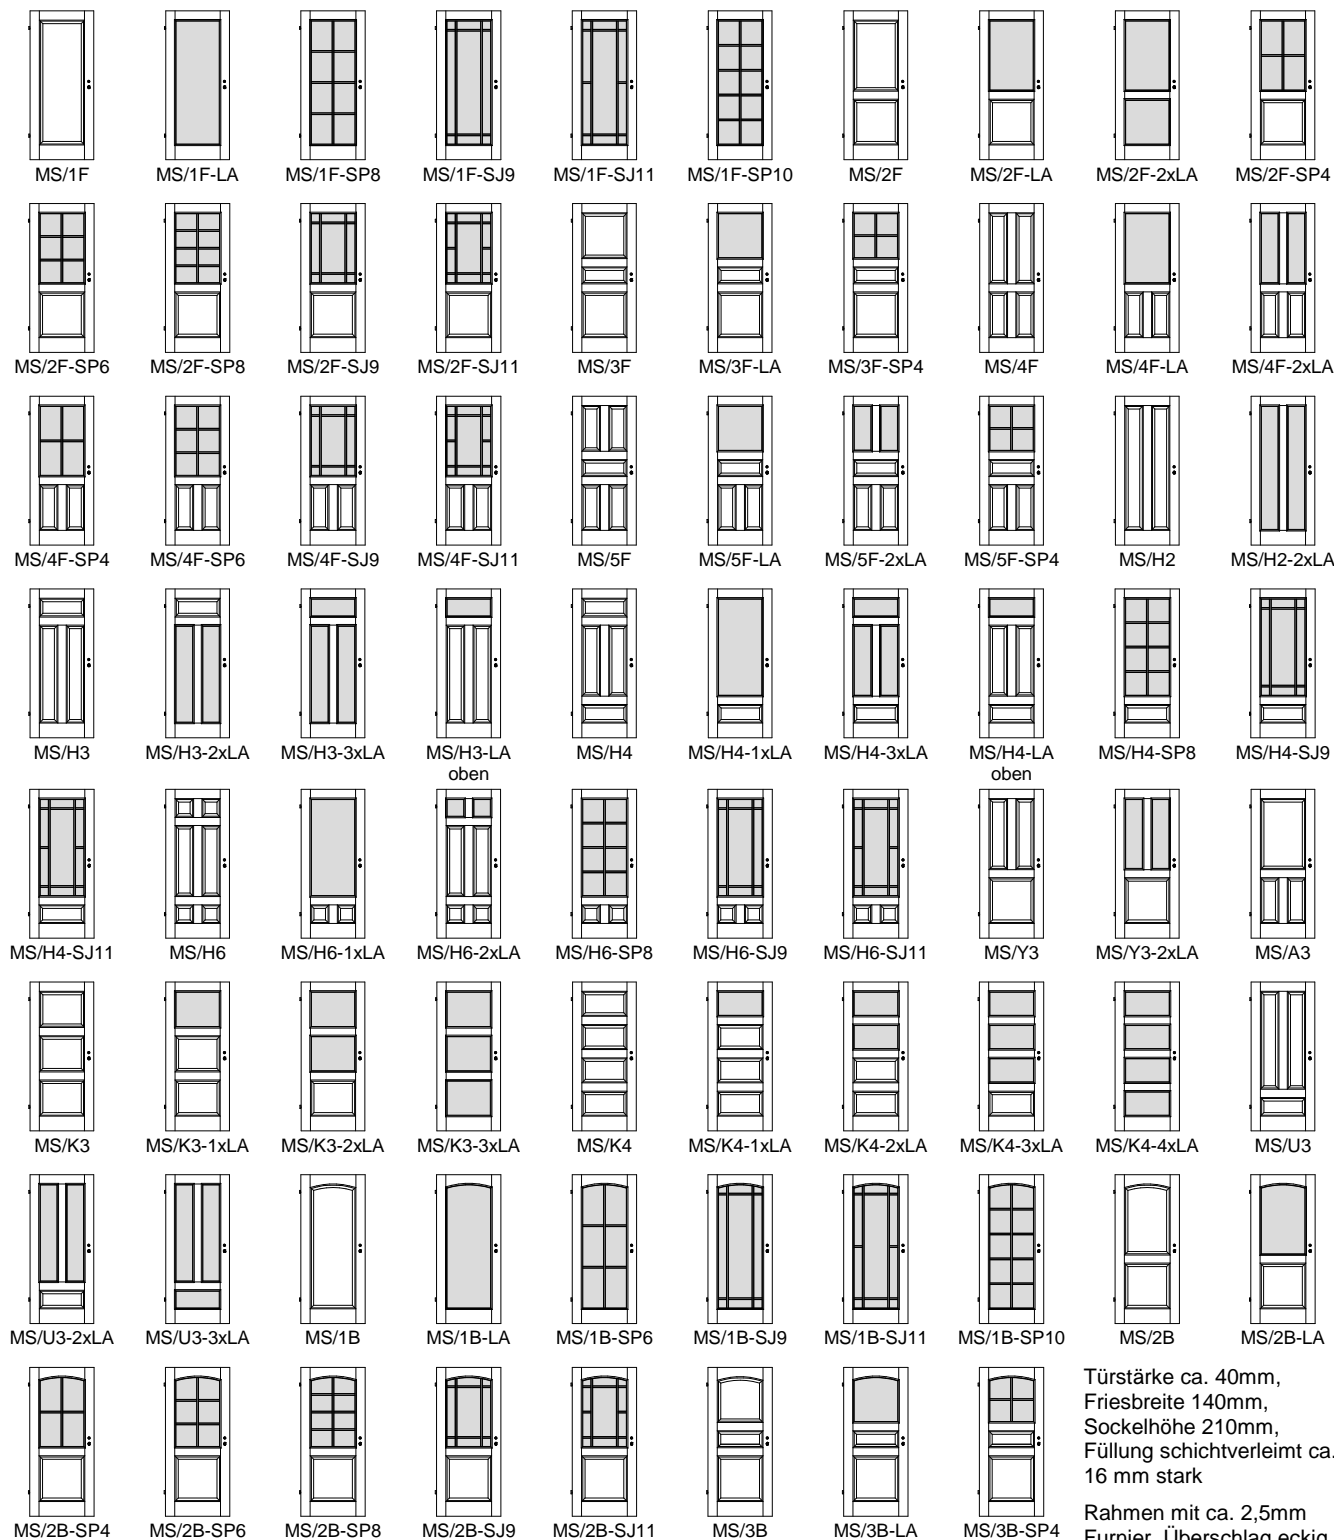 MS/1F MS/1F-LA MS/1F-SP8 MS/1F-SJ9 MS/1F-SJ11 MS/1F-SP10 MS/2F MS/2F-LA MS/2F-2xLA MS/2F-SP4
MS/2F-SP6 MS/2F-SP8 MS/2F-SJ9 MS/2F-SJ11 MS/3F MS/3F-LA MS/3F-SP4 MS/4F MS/4F-LA MS/4F-2xLA
MS/4F-SP4 MS/4F-SP6 MS/4F-SJ9 MS/4F-SJ11 MS/5F MS/5F-LA MS/5F-2xLA MS/5F-SP4 MS/H2 MS/H2-2xLA
MS/H3 MS/H3-2xLA MS/H3-3xLA MS/H3-LA MS/H4 MS/H4-1xLA MS/H4-3xLA MS/H4-LA MS/H4-SP8 MS/H4-SJ9
oben oben
MS/H4-SJ11 MS/H6 MS/H6-1xLA MS/H6-2xLA MS/H6-SP8 MS/H6-SJ9 MS/H6-SJ11 MS/Y3 MS/Y3-2xLA MS/A3
MS/K3 MS/K3-1xLA MS/K3-2xLA MS/K3-3xLA MS/K4 MS/K4-1xLA MS/K4-2xLA MS/K4-3xLA MS/K4-4xLA MS/U3
MS/U3-2xLA MS/U3-3xLA MS/1B MS/1B-LA MS/1B-SP6 MS/1B-SJ9 MS/1B-SJ11 MS/1B-SP10 MS/2B MS/2B-LA
MS/2B-SP4 MS/2B-SP6 MS/2B-SP8 MS/2B-SJ9 MS/2B-SJ11 MS/3B MS/3B-LA MS/3B-SP4
Türstärke ca. 40mm,
Friesbreite 140mm,
Sockelhöhe 210mm,
Füllung schichtverleimt ca.
16 mm stark
Rahmen mit ca. 2,5mm
Furnier, Überschlag eckig